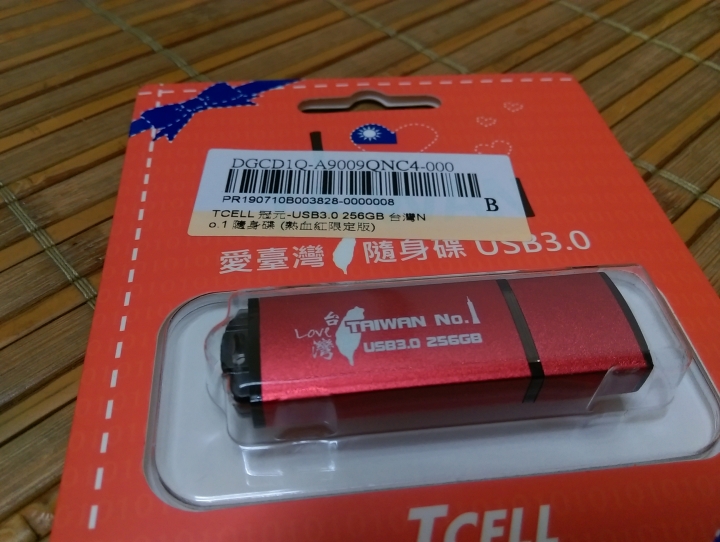 DGCD1Q-A9009QNC4-000
PR190710B003828-0000008
B
TCELL 冠元-USB3.0 256GB 台灣N
o.1 隨身碟 (熱血紅限定版)
愛臺灣 隨身碟 USB3.0
Love 台灣
TAIWAN No.1
USB3.0 256GB
TCELL